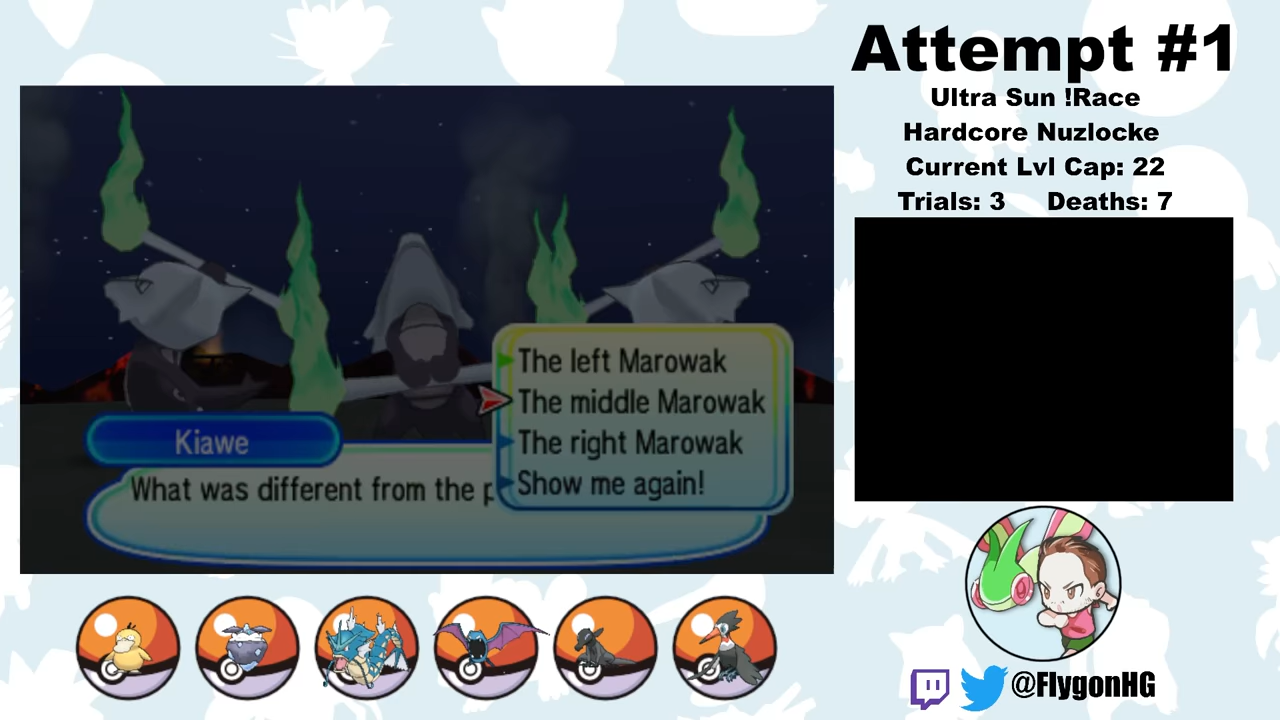 Attempt #1
Ultra Sun !Race
Hardcore Nuzlocke
Current Lvl Cap: 22
Trials: 3 Deaths: 7
The left Marowak
The middle Marowak
The right Marowak
Show me again!
Kiawe
What was different from the p
@FlygonHG